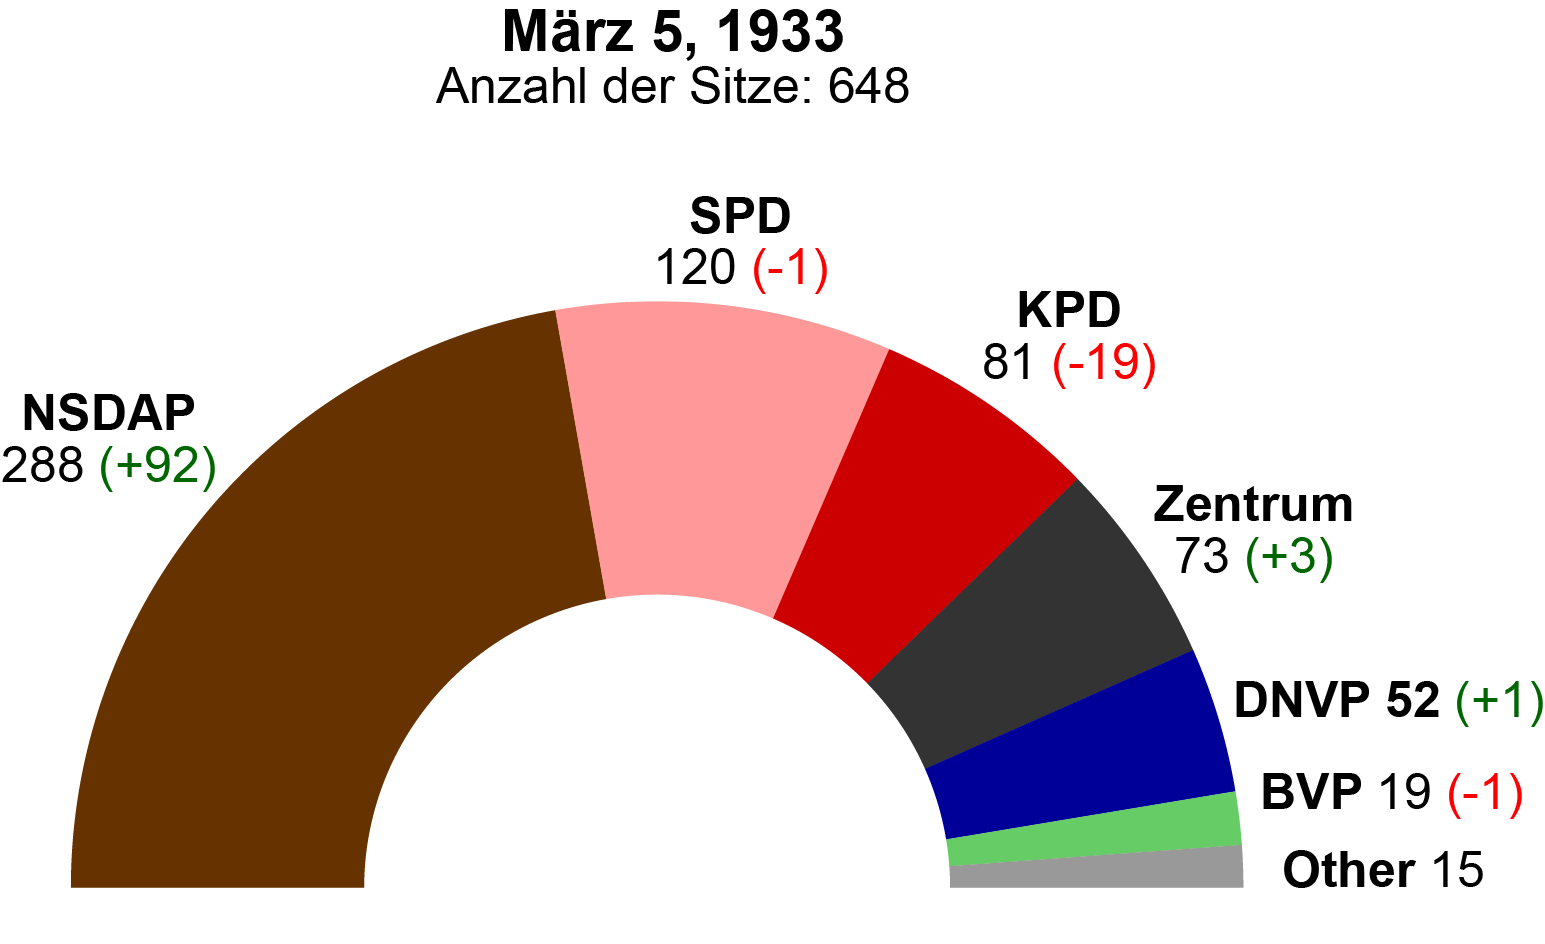 März 5, 1933
Anzahl der Sitze: 648
SPD
120 (-1)
KPD
81 (-19)
NSDAP
288 (+92)
Zentrum
73 (+3)
DNVP 52 (+1)
BVP 19 (-1)
Other 15